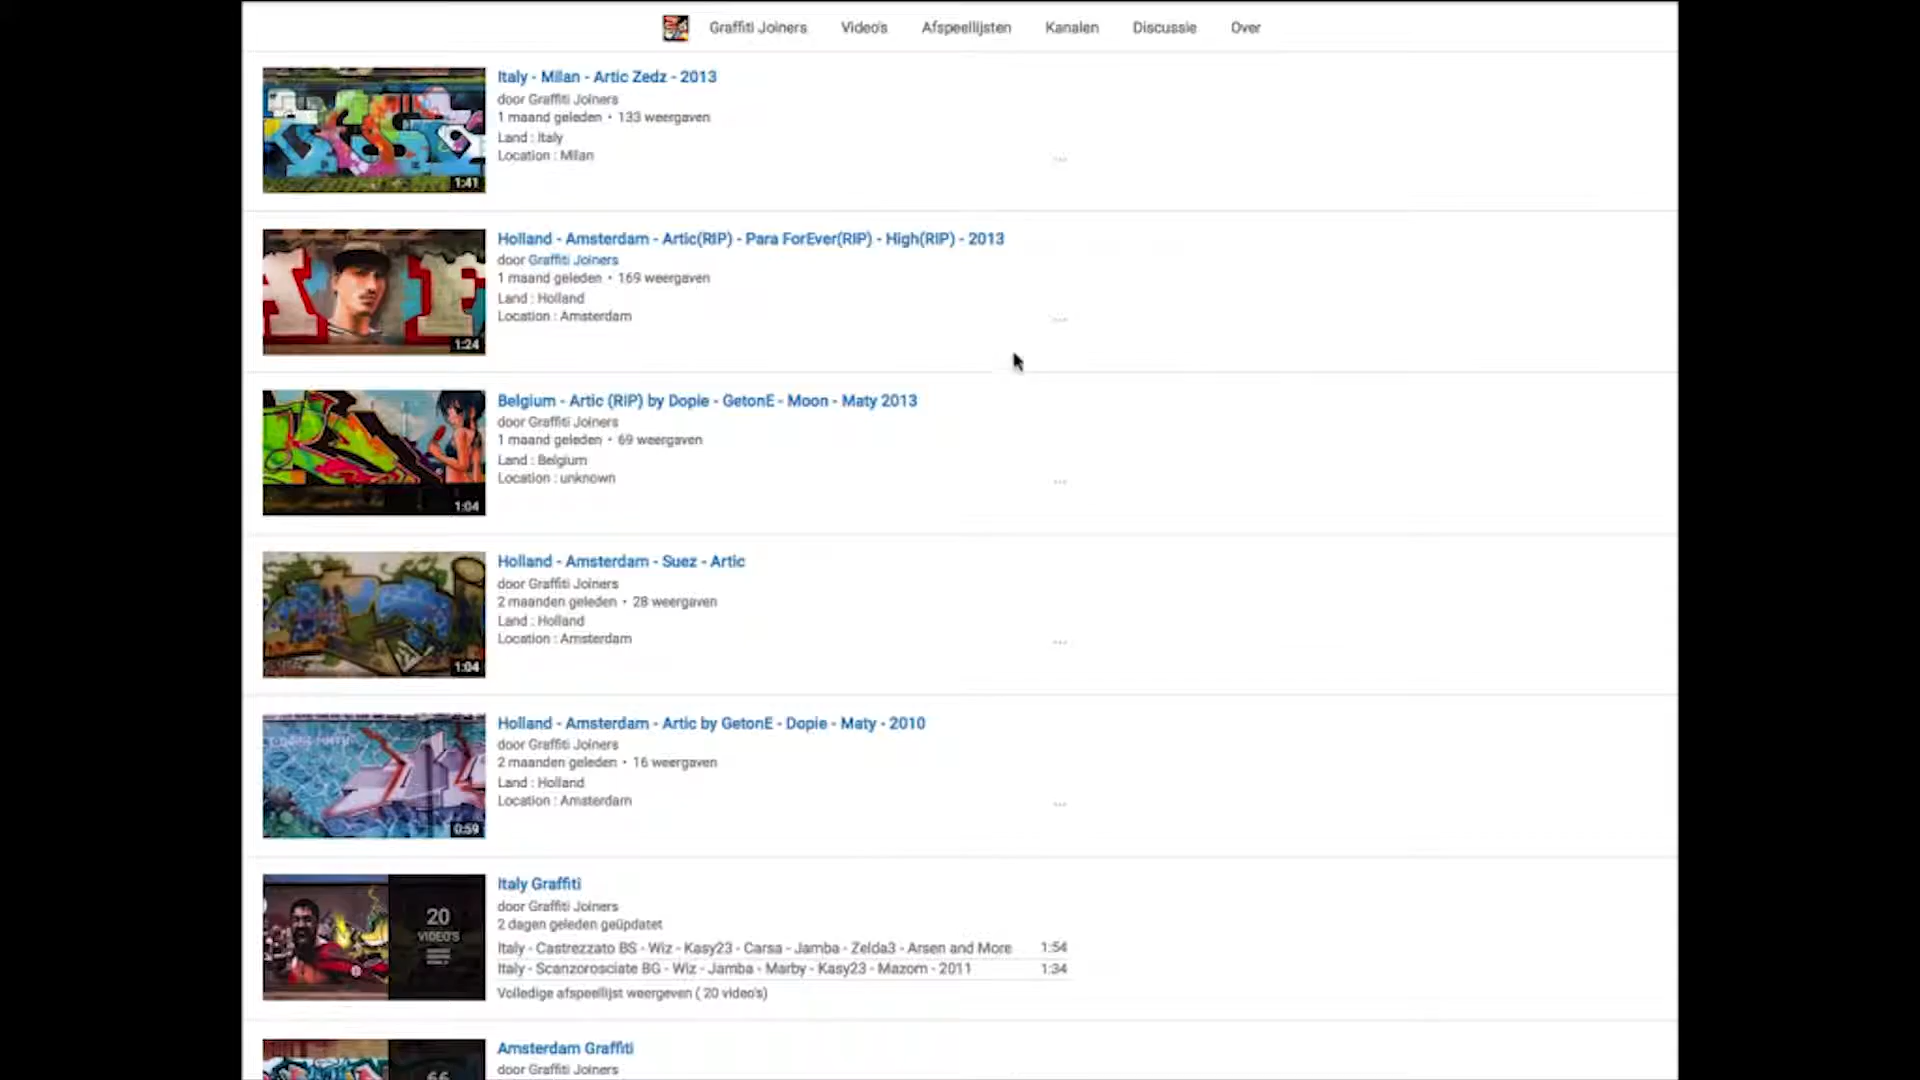 Graffiti Joiners Video's Afspeellijsten Kanalen Discussie Over
Italy - Milan - Artic Zedz - 2013
door Graffiti Joiners
1 maand geleden • 133 weergaven
Land : Italy
Location : Milan
...
1:41
Holland - Amsterdam - Artic(RIP) - Para ForEver(RIP) - High(RIP) - 2013
door Graffiti Joiners
1 maand geleden • 169 weergaven
Land : Holland
Location : Amsterdam
...
1:24
Belgium - Artic (RIP) by Dopie - GetonE - Moon - Maty 2013
door Graffiti Joiners
1 maand geleden • 69 weergaven
Land : Belgium
Location : unknown
...
1:04
Holland - Amsterdam - Suez - Artic
door Graffiti Joiners
2 maanden geleden • 28 weergaven
Land : Holland
Location : Amsterdam
...
1:04
Holland - Amsterdam - Artic by GetonE - Dopie - Maty - 2010
door Graffiti Joiners
2 maanden geleden • 16 weergaven
Land : Holland
Location : Amsterdam
...
0:59
Italy Graffiti
door Graffiti Joiners
20
VIDEO'S
2 dagen geleden geüpdatet
Italy - Castrezzato BS - Wiz - Kasy23 - Carsa - Jamba - Zelda3 - Arsen and More 1:54
Italy - Scanzorosciate BG - Wiz - Jamba - Marby - Kasy23 - Mazom - 2011 1:34
Volledige afspeellijst weergeven ( 20 video's)
Amsterdam Graffiti
door Graffiti Joiners
66